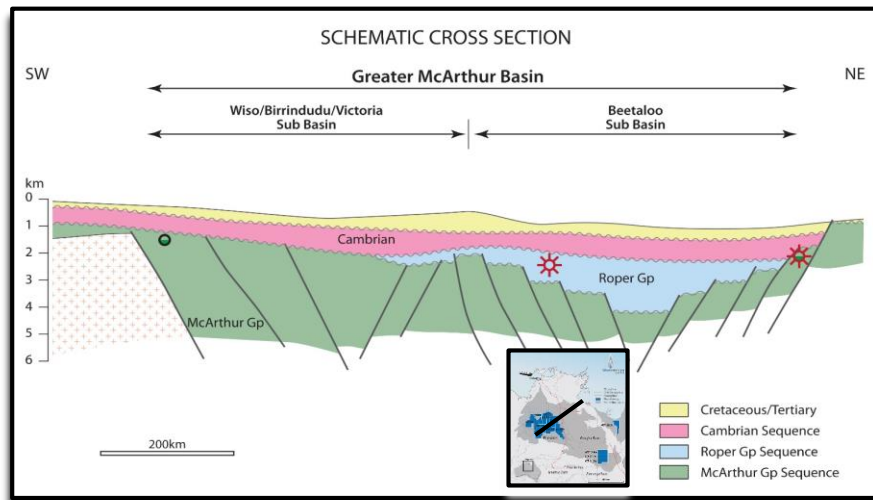 SCHEMATIC CROSS SECTION
SW
NE
Greater McArthur Basin
Wiso/Birrindudu/Victoria
Sub Basin
Beetaloo
Sub Basin
km
0
1
2
3
4
5
6
Cambrian
Roper Gp
McArthur Gp
200km
Cretaceous/Tertiary
Cambrian Sequence
Roper Gp Sequence
McArthur Gp Sequence